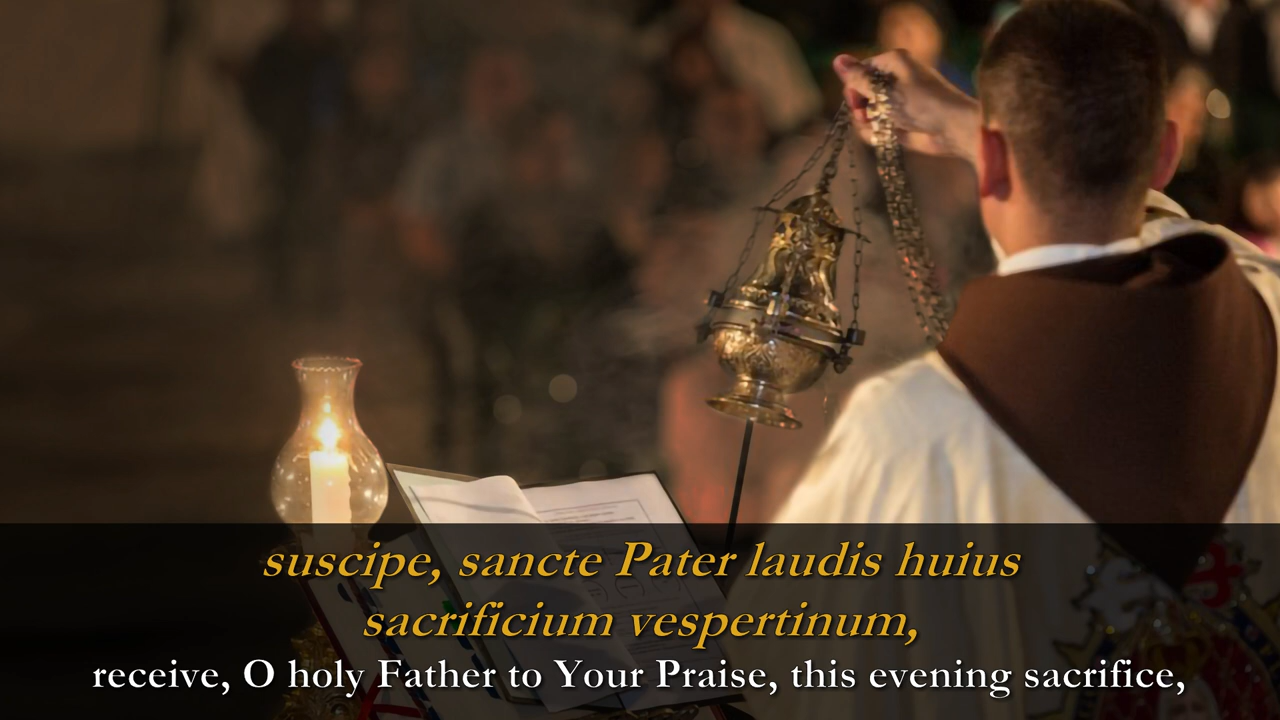 suscipe, sancte Pater laudis huius
sacrificium vespertinum,
receive, O holy Father to Your Praise, this evening sacrifice,